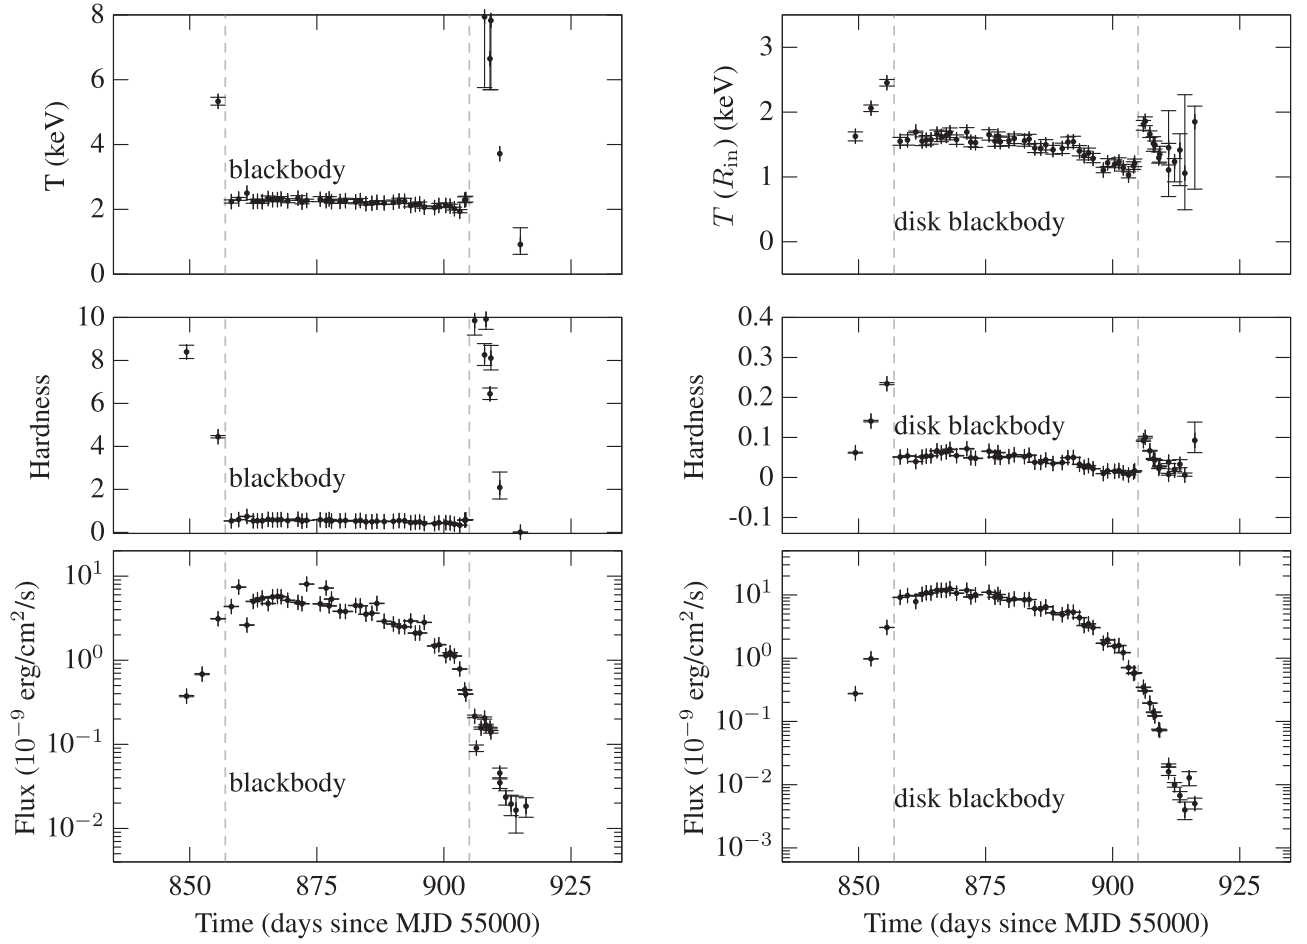 8
6
4
2
0
T (keV)
blackbody
3
2
1
0
T (R_in) (keV)
disk blackbody
10
8
6
4
2
0
Hardness
blackbody
0.4
0.3
0.2
0.1
0
-0.1
Hardness
disk blackbody
10^1
10^0
10^−1
10^−2
Flux (10^−9 erg/cm^2/s)
blackbody
850 875 900 925
Time (days since MJD 55000)
10^1
10^0
10^−1
10^−2
10^−3
Flux (10^−9 erg/cm^2/s)
disk blackbody
850 875 900 925
Time (days since MJD 55000)